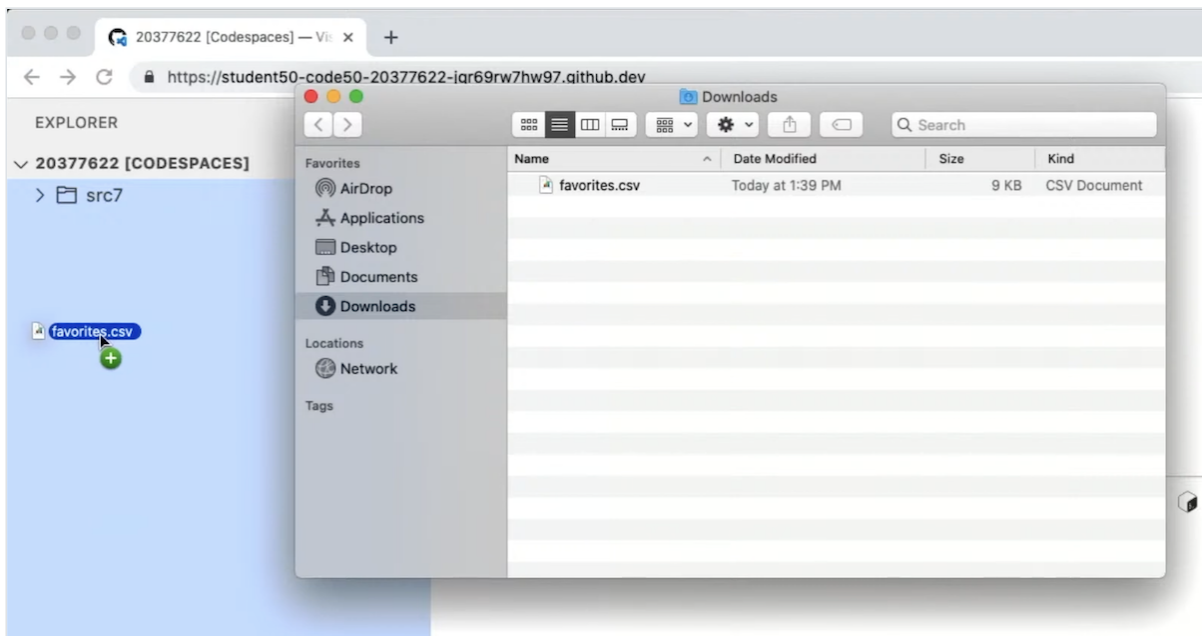 20377622 [Codespaces] — Vis
https://student50-code50-20377622-jqr69rw7hw97.github.dev
EXPLORER
20377622 [CODESPACES]
src7
favorites.csv
Downloads
Search
Favorites
AirDrop
Applications
Desktop
Documents
Downloads
Locations
Network
Tags
Name Date Modified Size Kind
favorites.csv Today at 1:39 PM 9 KB CSV Document